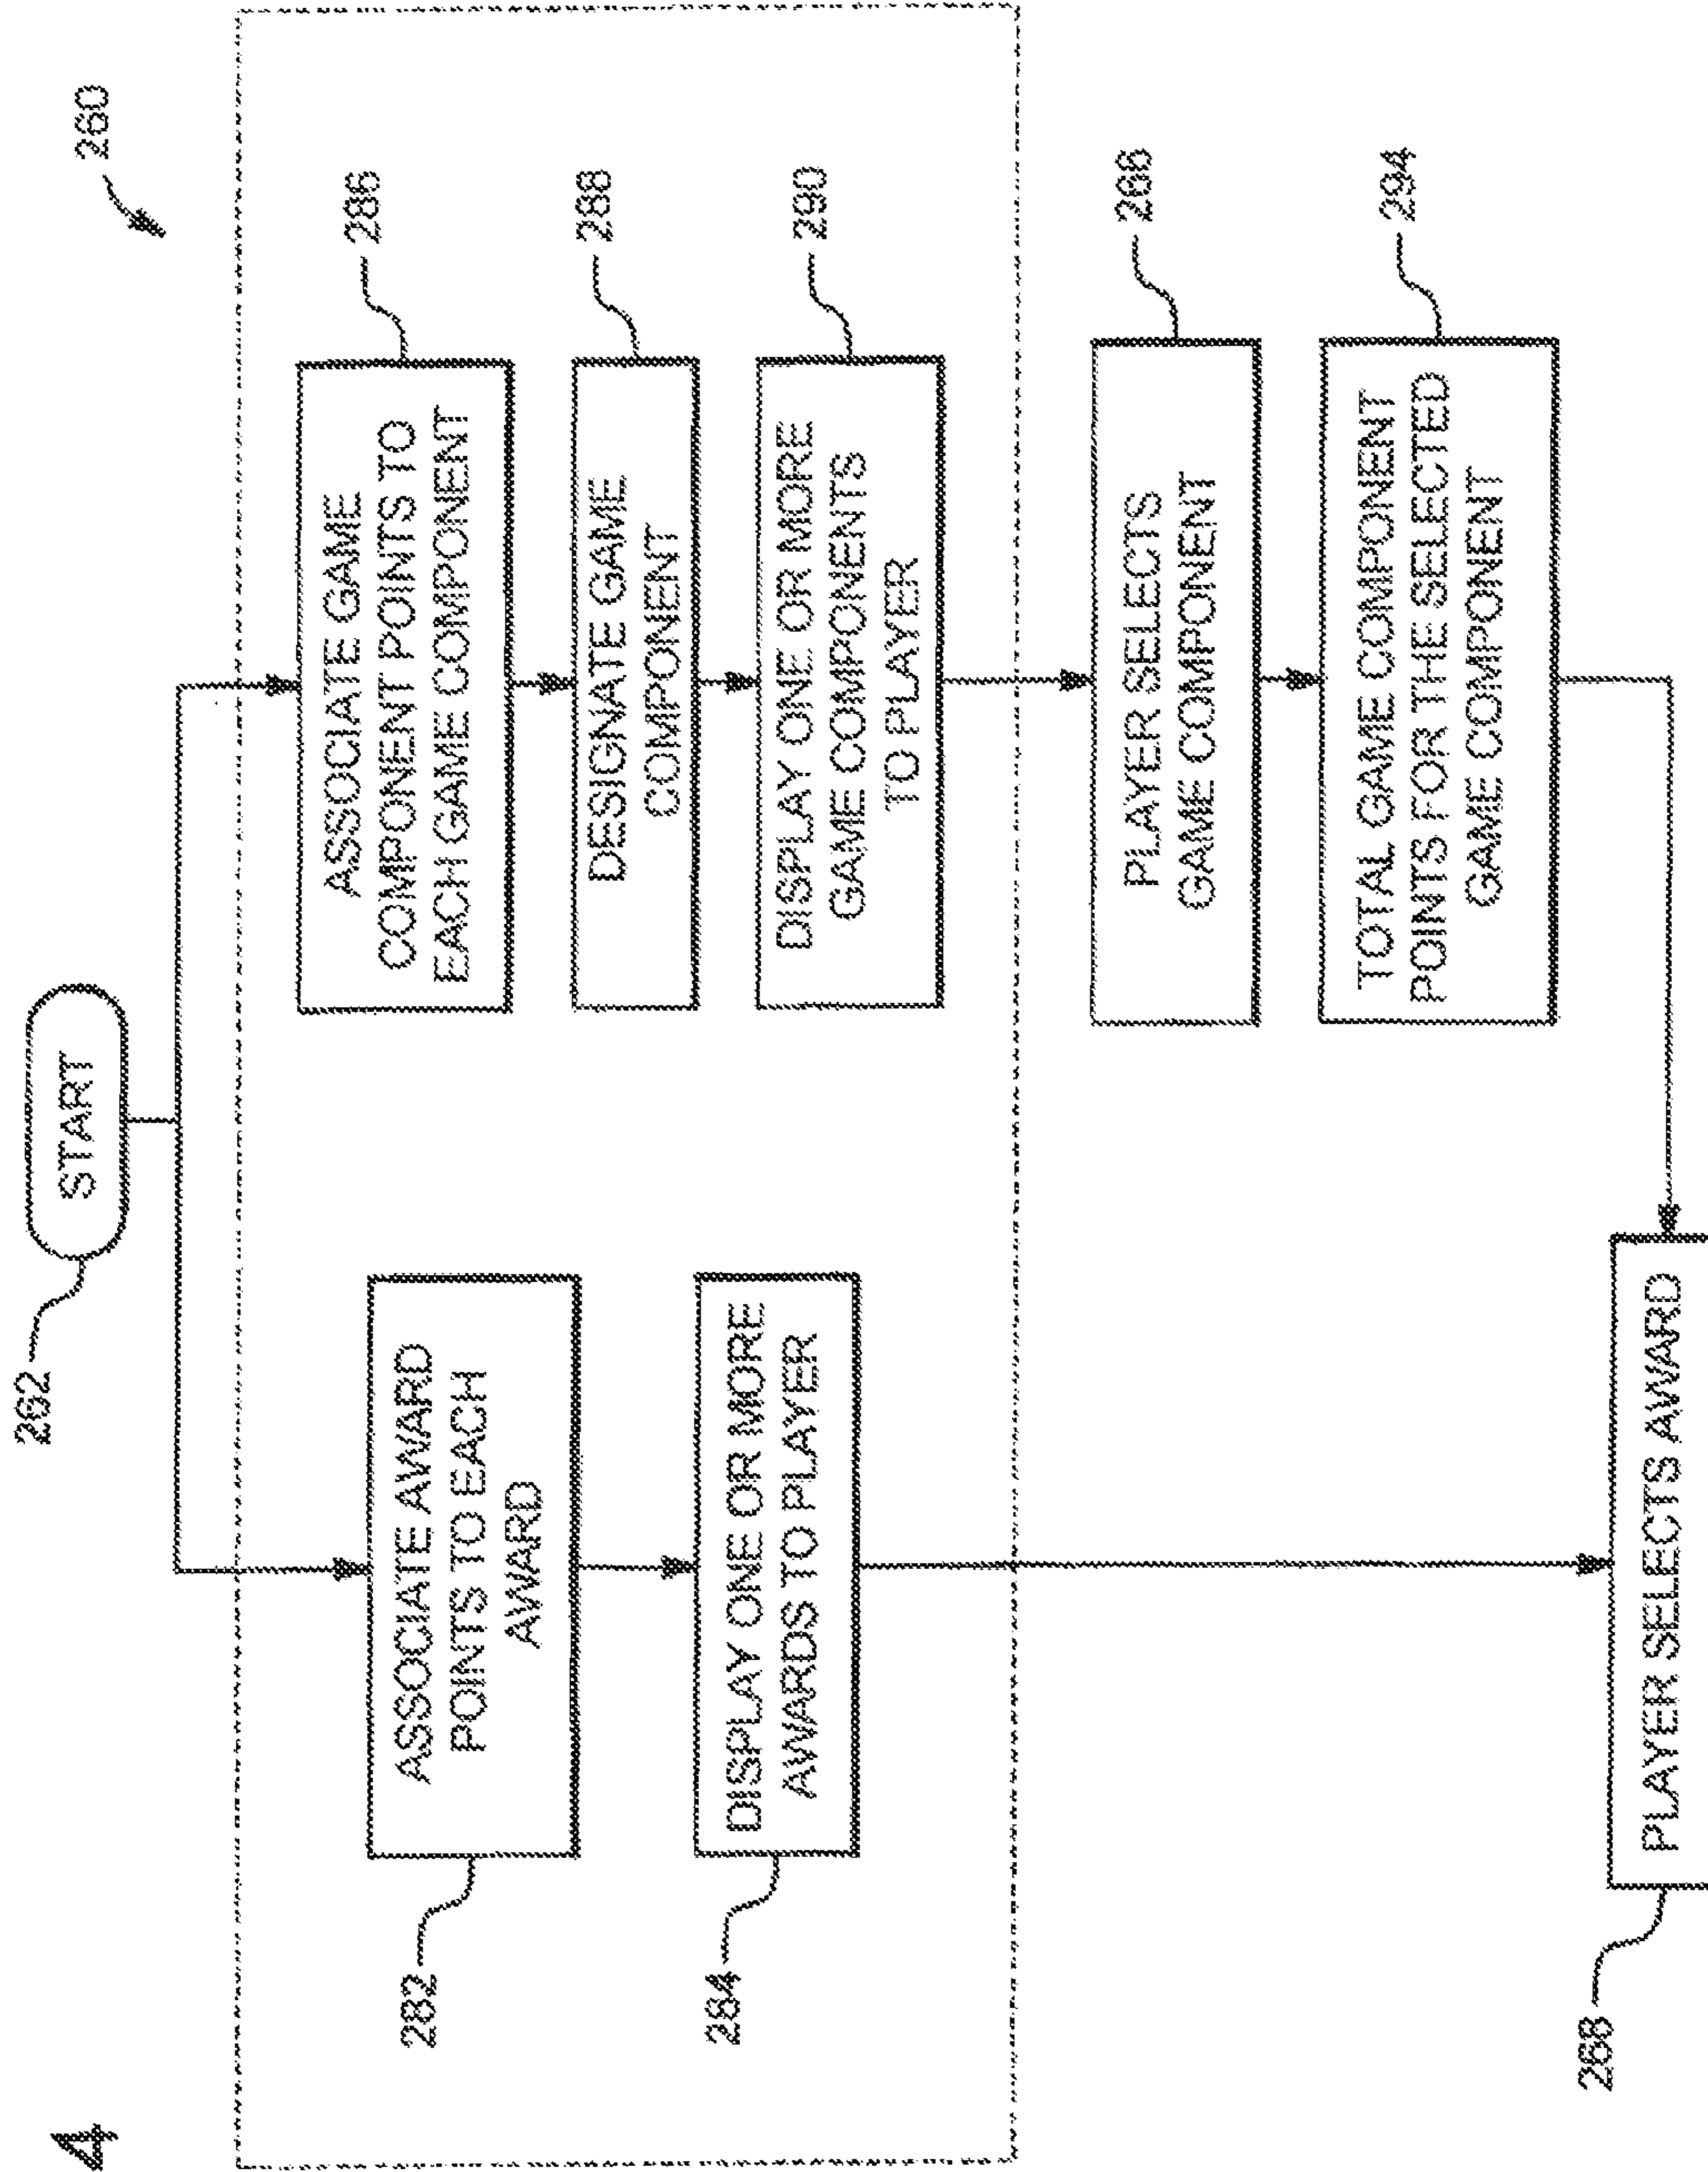 4
262
START
260
ASSOCIATE AWARD
POINTS TO EACH
AWARD
282
DISPLAY ONE OR MORE
AWARDS TO PLAYER
284
ASSOCIATE GAME
COMPONENT POINTS TO
EACH GAME COMPONENT
286
DESIGNATE GAME
COMPONENT
288
DISPLAY ONE OR MORE
GAME COMPONENTS
TO PLAYER
290
PLAYER SELECTS
GAME COMPONENT
266
TOTAL GAME COMPONENT
POINTS FOR THE SELECTED
GAME COMPONENT
294
PLAYER SELECTS AWARD
268